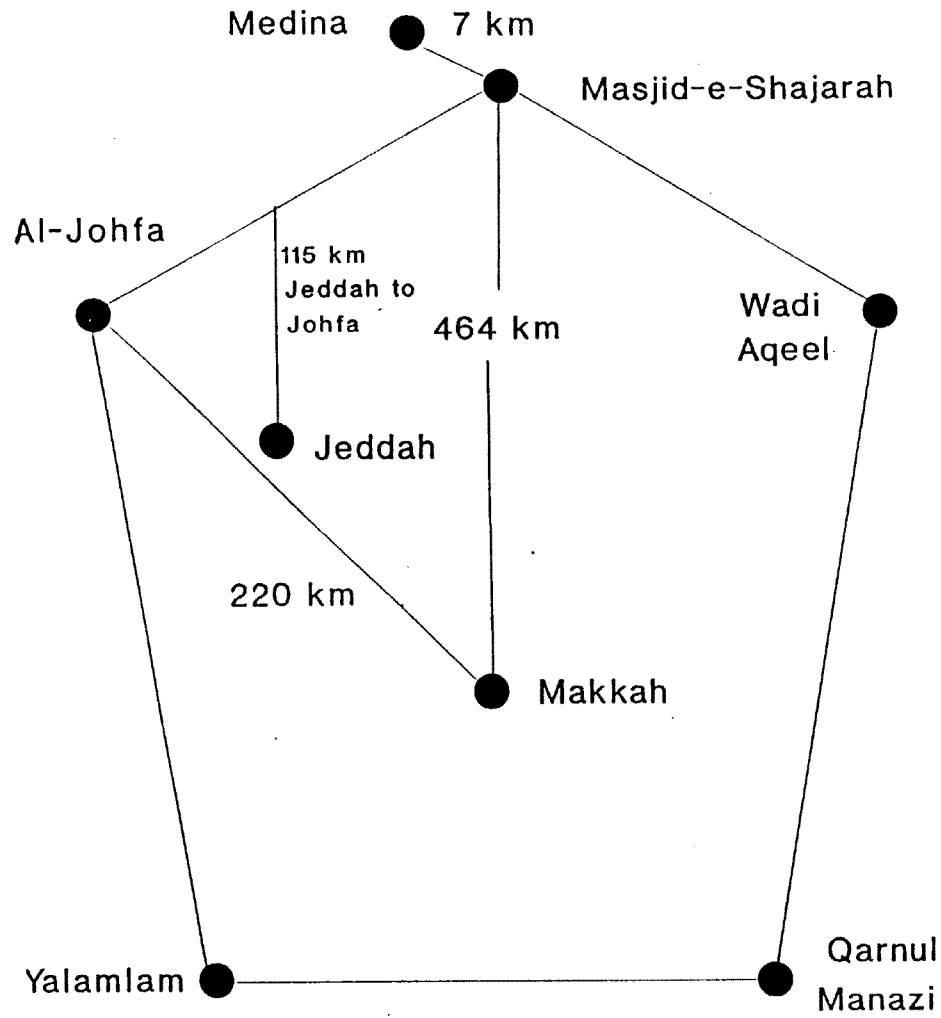 Medina
7 km
Masjid-e-Shajarah
Al-Johfa
115 km
Jeddah to
Johfa
464 km
Wadi
Aqeel
Jeddah
220 km
Makkah
Yalamlam
Qarnul
Manazi